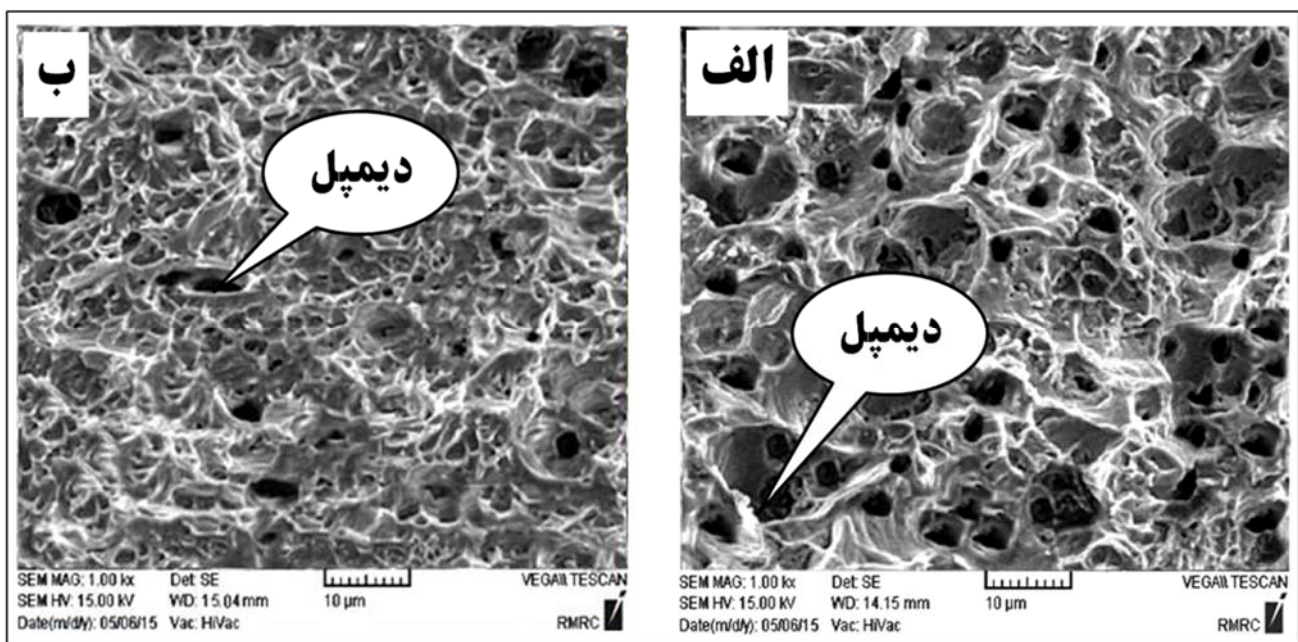 الف
دیمپل
SEM MAG: 1.00 kx Det: SE VEGA\\ TESCAN
SEM HV: 15.00 kV WD: 14.15 mm 10 µm
Date(m/d/y): 05/06/15 Vac: HiVac RMRC
ب
دیمپل
SEM MAG: 1.00 kx Det: SE VEGA\\ TESCAN
SEM HV: 15.00 kV WD: 15.04 mm 10 µm
Date(m/d/y): 05/06/15 Vac: HiVac RMRC